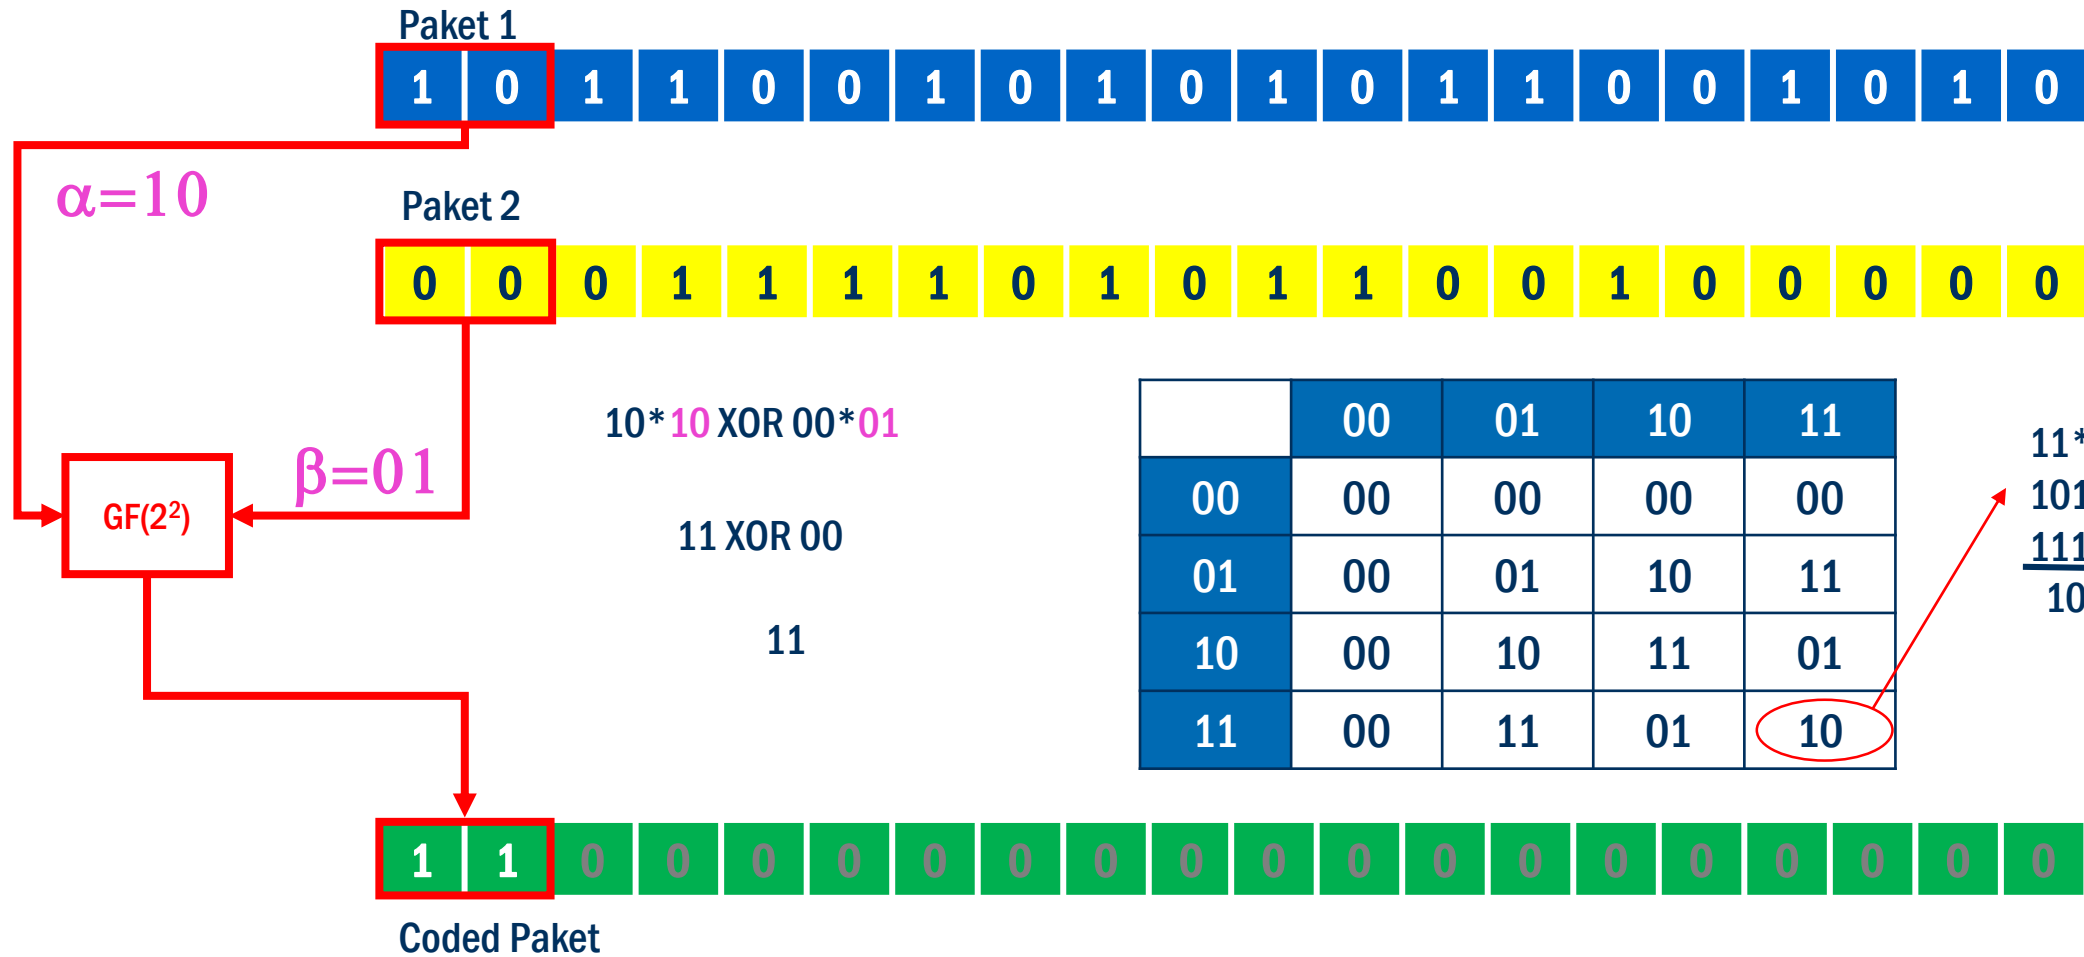 Paket 1
1 0 1 1 0 0 1 0 1 0 1 0 1 1 0 0 1 0 1 0
α=10
Paket 2
0 0 0 1 1 1 1 0 1 0 1 1 0 0 1 0 0 0 0 0
10*10 XOR 00*01
11 XOR 00
11
β=01
GF(2²)
00 01 10 11
00 00 00 00 00
01 00 01 10 11
10 00 10 11 01
11 00 11 01 10
11*
101
111
10
1 1 0 0 0 0 0 0 0 0 0 0 0 0 0 0 0 0 0 0
Coded Paket